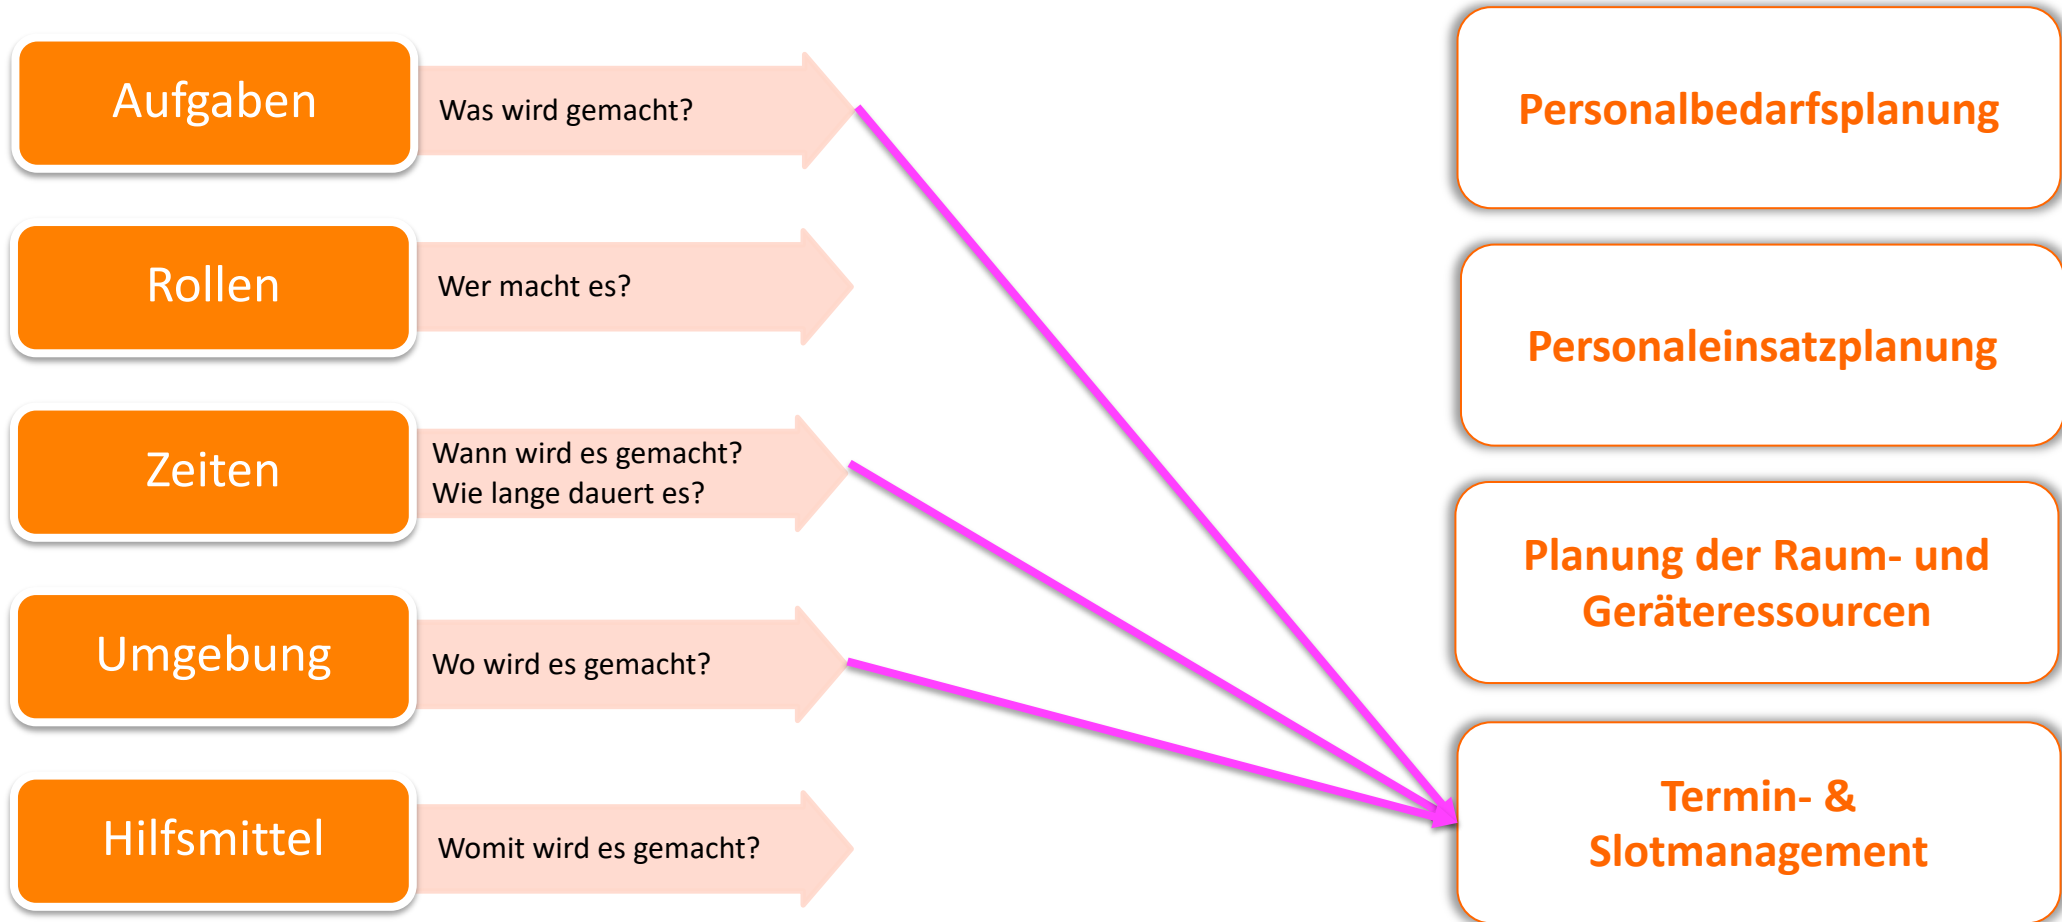 Aufgaben
Was wird gemacht?
Personalbedarfsplanung
Rollen
Wer macht es?
Personaleinsatzplanung
Zeiten
Wann wird es gemacht?
Wie lange dauert es?
Planung der Raum- und
Geräteressourcen
Umgebung
Wo wird es gemacht?
Hilfsmittel
Womit wird es gemacht?
Termin- &
Slotmanagement